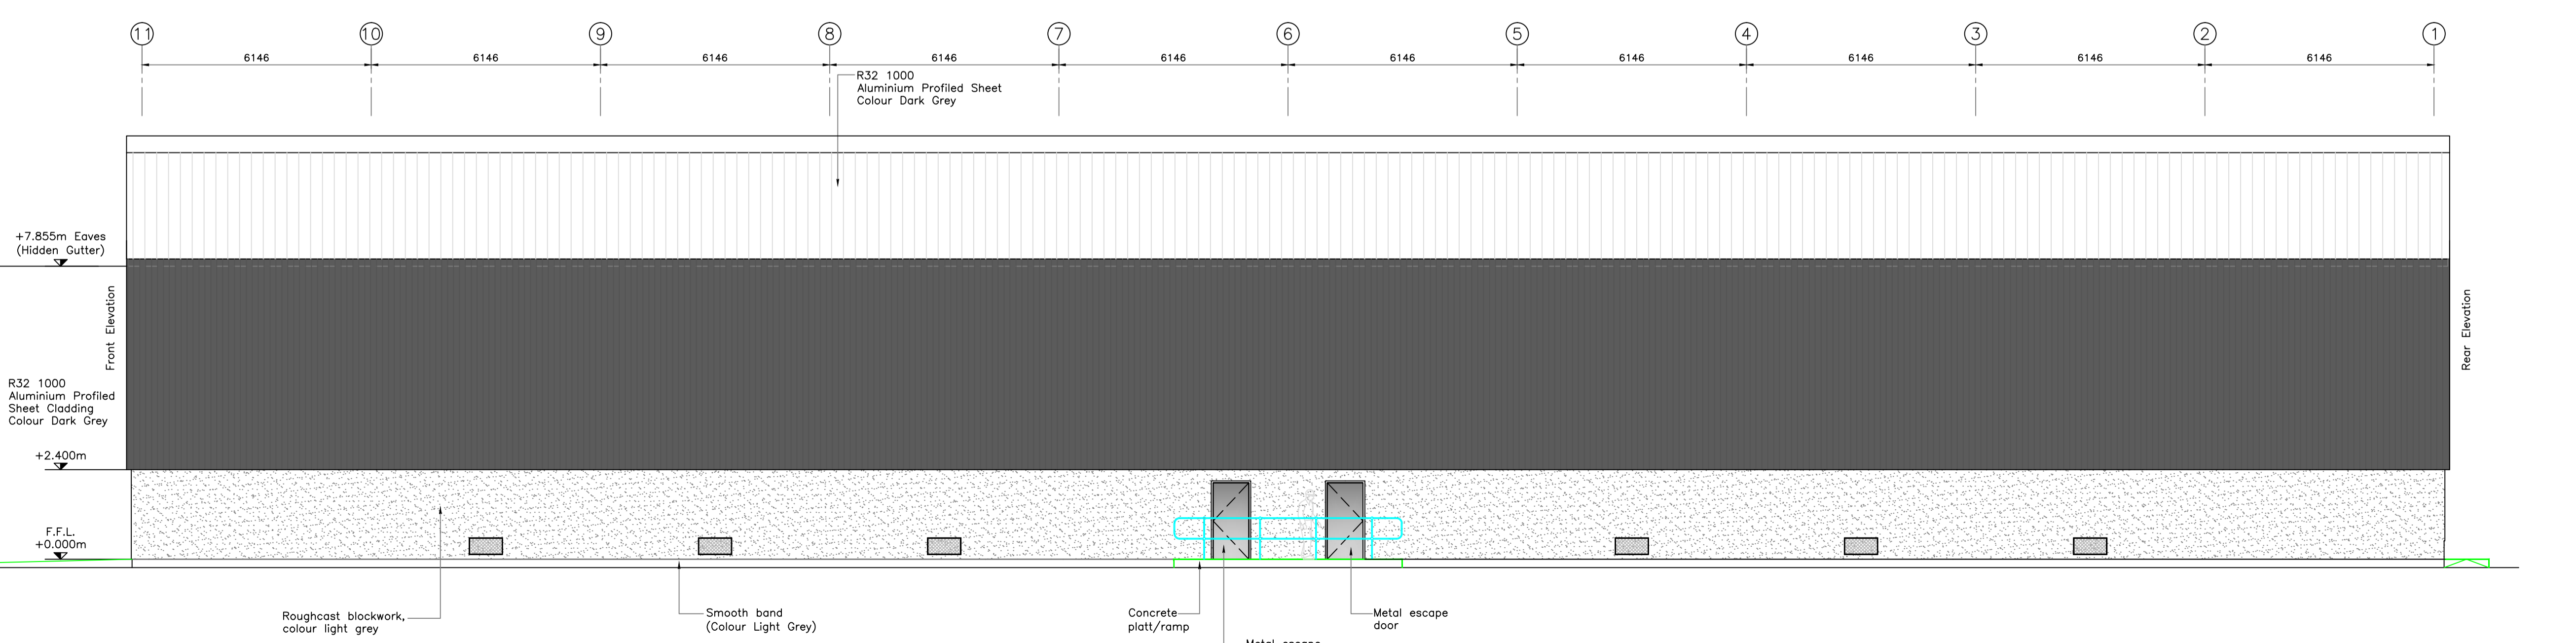 11 10 9 8 7 6 5 4 3 2 1
6146 6146 6146 6146 6146 6146 6146 6146 6146 6146
R32 1000
Aluminium Profiled Sheet
Colour Dark Grey
+7.855m Eaves
(Hidden Gutter)
Front Elevation
Rear Elevation
R32 1000
Aluminium Profiled
Sheet Cladding
Colour Dark Grey
+2.400m
F.F.L.
+0.000m
Roughcast blockwork,
colour light grey
Smooth band
(Colour Light Grey)
Concrete
platt/ramp
Metal escape
door
Metal escape